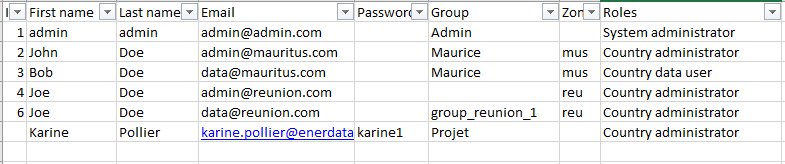 I First name Last name Email Password Group Zon Roles
1 admin admin admin@admin.com Admin System administrator
2 John Doe admin@mauritus.com Maurice mus Country administrator
3 Bob Doe data@mauritus.com Maurice mus Country data user
4 Joe Doe admin@reunion.com reu Country administrator
6 Joe Doe data@reunion.com group_reunion_1 reu Country administrator
Karine Pollier karine.pollier@enerdata karine1 Projet Country administrator